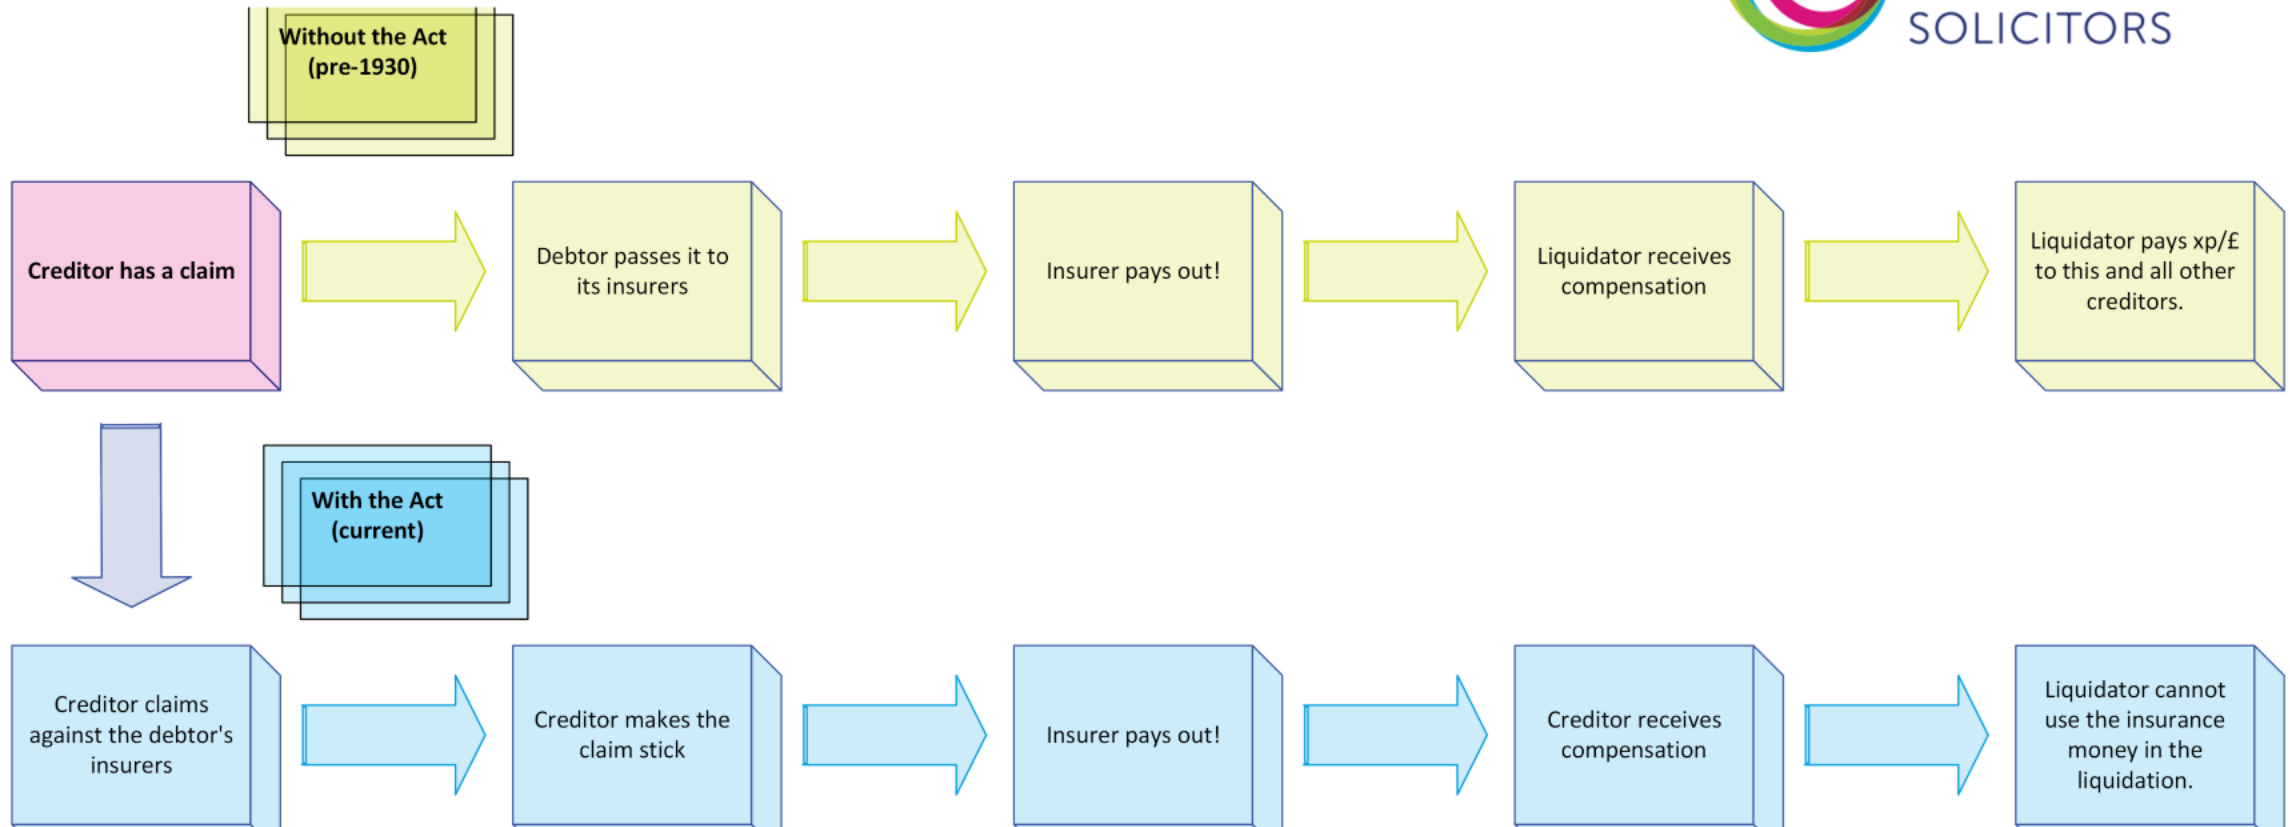 SOLICITORS
Without the Act
(pre-1930)
Creditor has a claim
Debtor passes it to
its insurers
Insurer pays out!
Liquidator receives
compensation
Liquidator pays xp/£
to this and all other
creditors.
With the Act
(current)
Creditor claims
against the debtor's
insurers
Creditor makes the
claim stick
Insurer pays out!
Creditor receives
compensation
Liquidator cannot
use the insurance
money in the
liquidation.